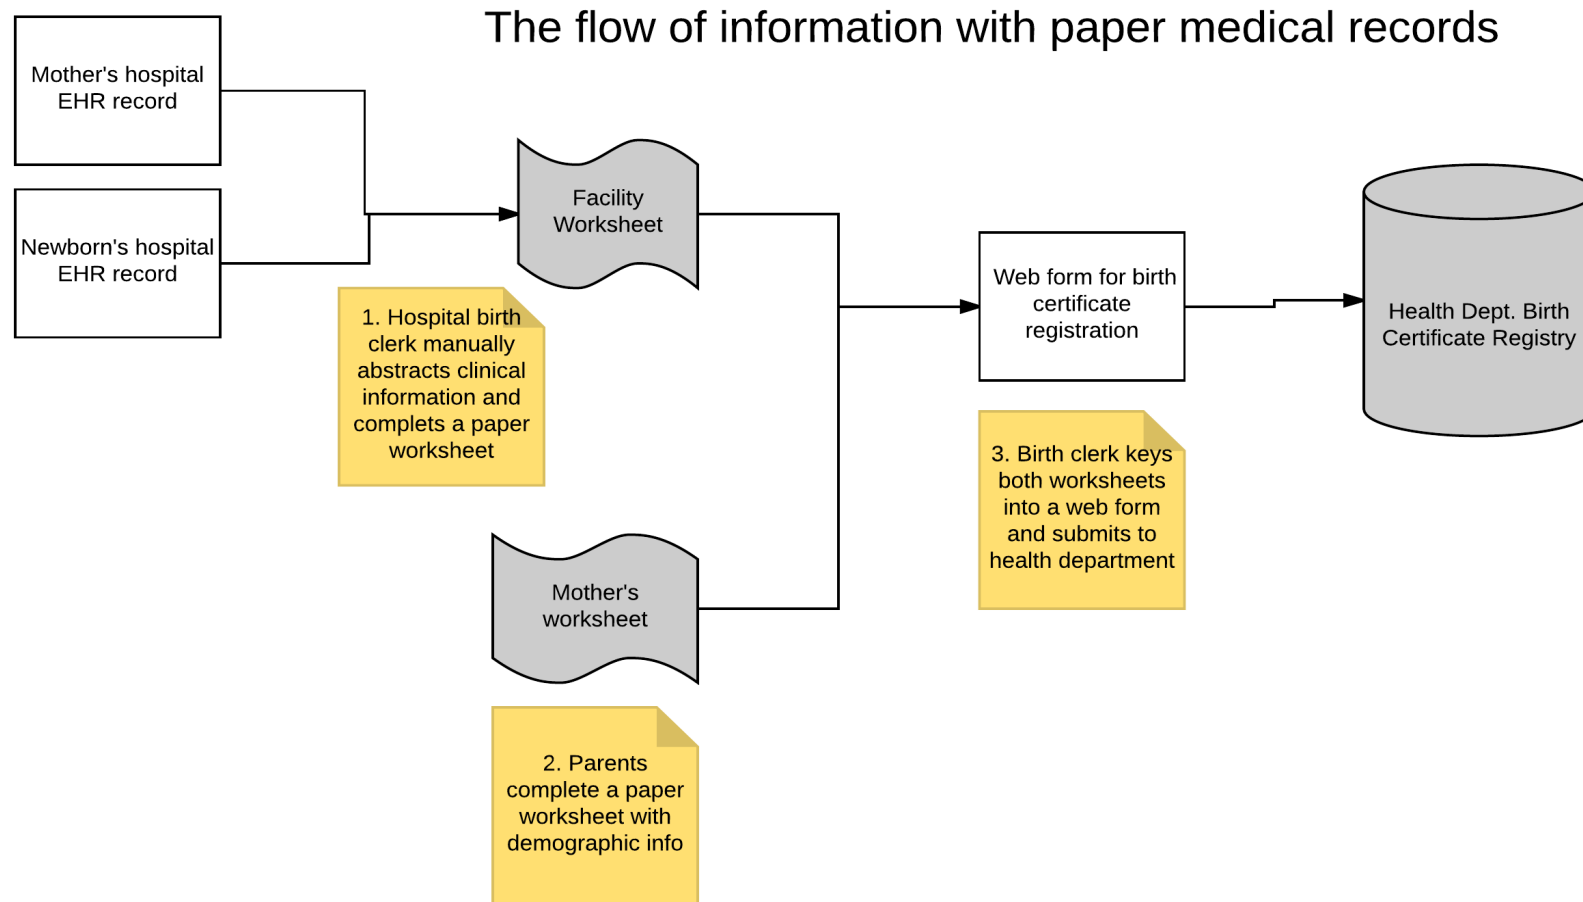 The flow of information with paper medical records
Mother's hospital
EHR record
Newborn's hospital
EHR record
Facility
Worksheet
1. Hospital birth
clerk manually
abstracts clinical
information and
complets a paper
worksheet
Mother's
worksheet
2. Parents
complete a paper
worksheet with
demographic info
Web form for birth
certificate
registration
3. Birth clerk keys
both worksheets
into a web form
and submits to
health department
Health Dept. Birth
Certificate Registry